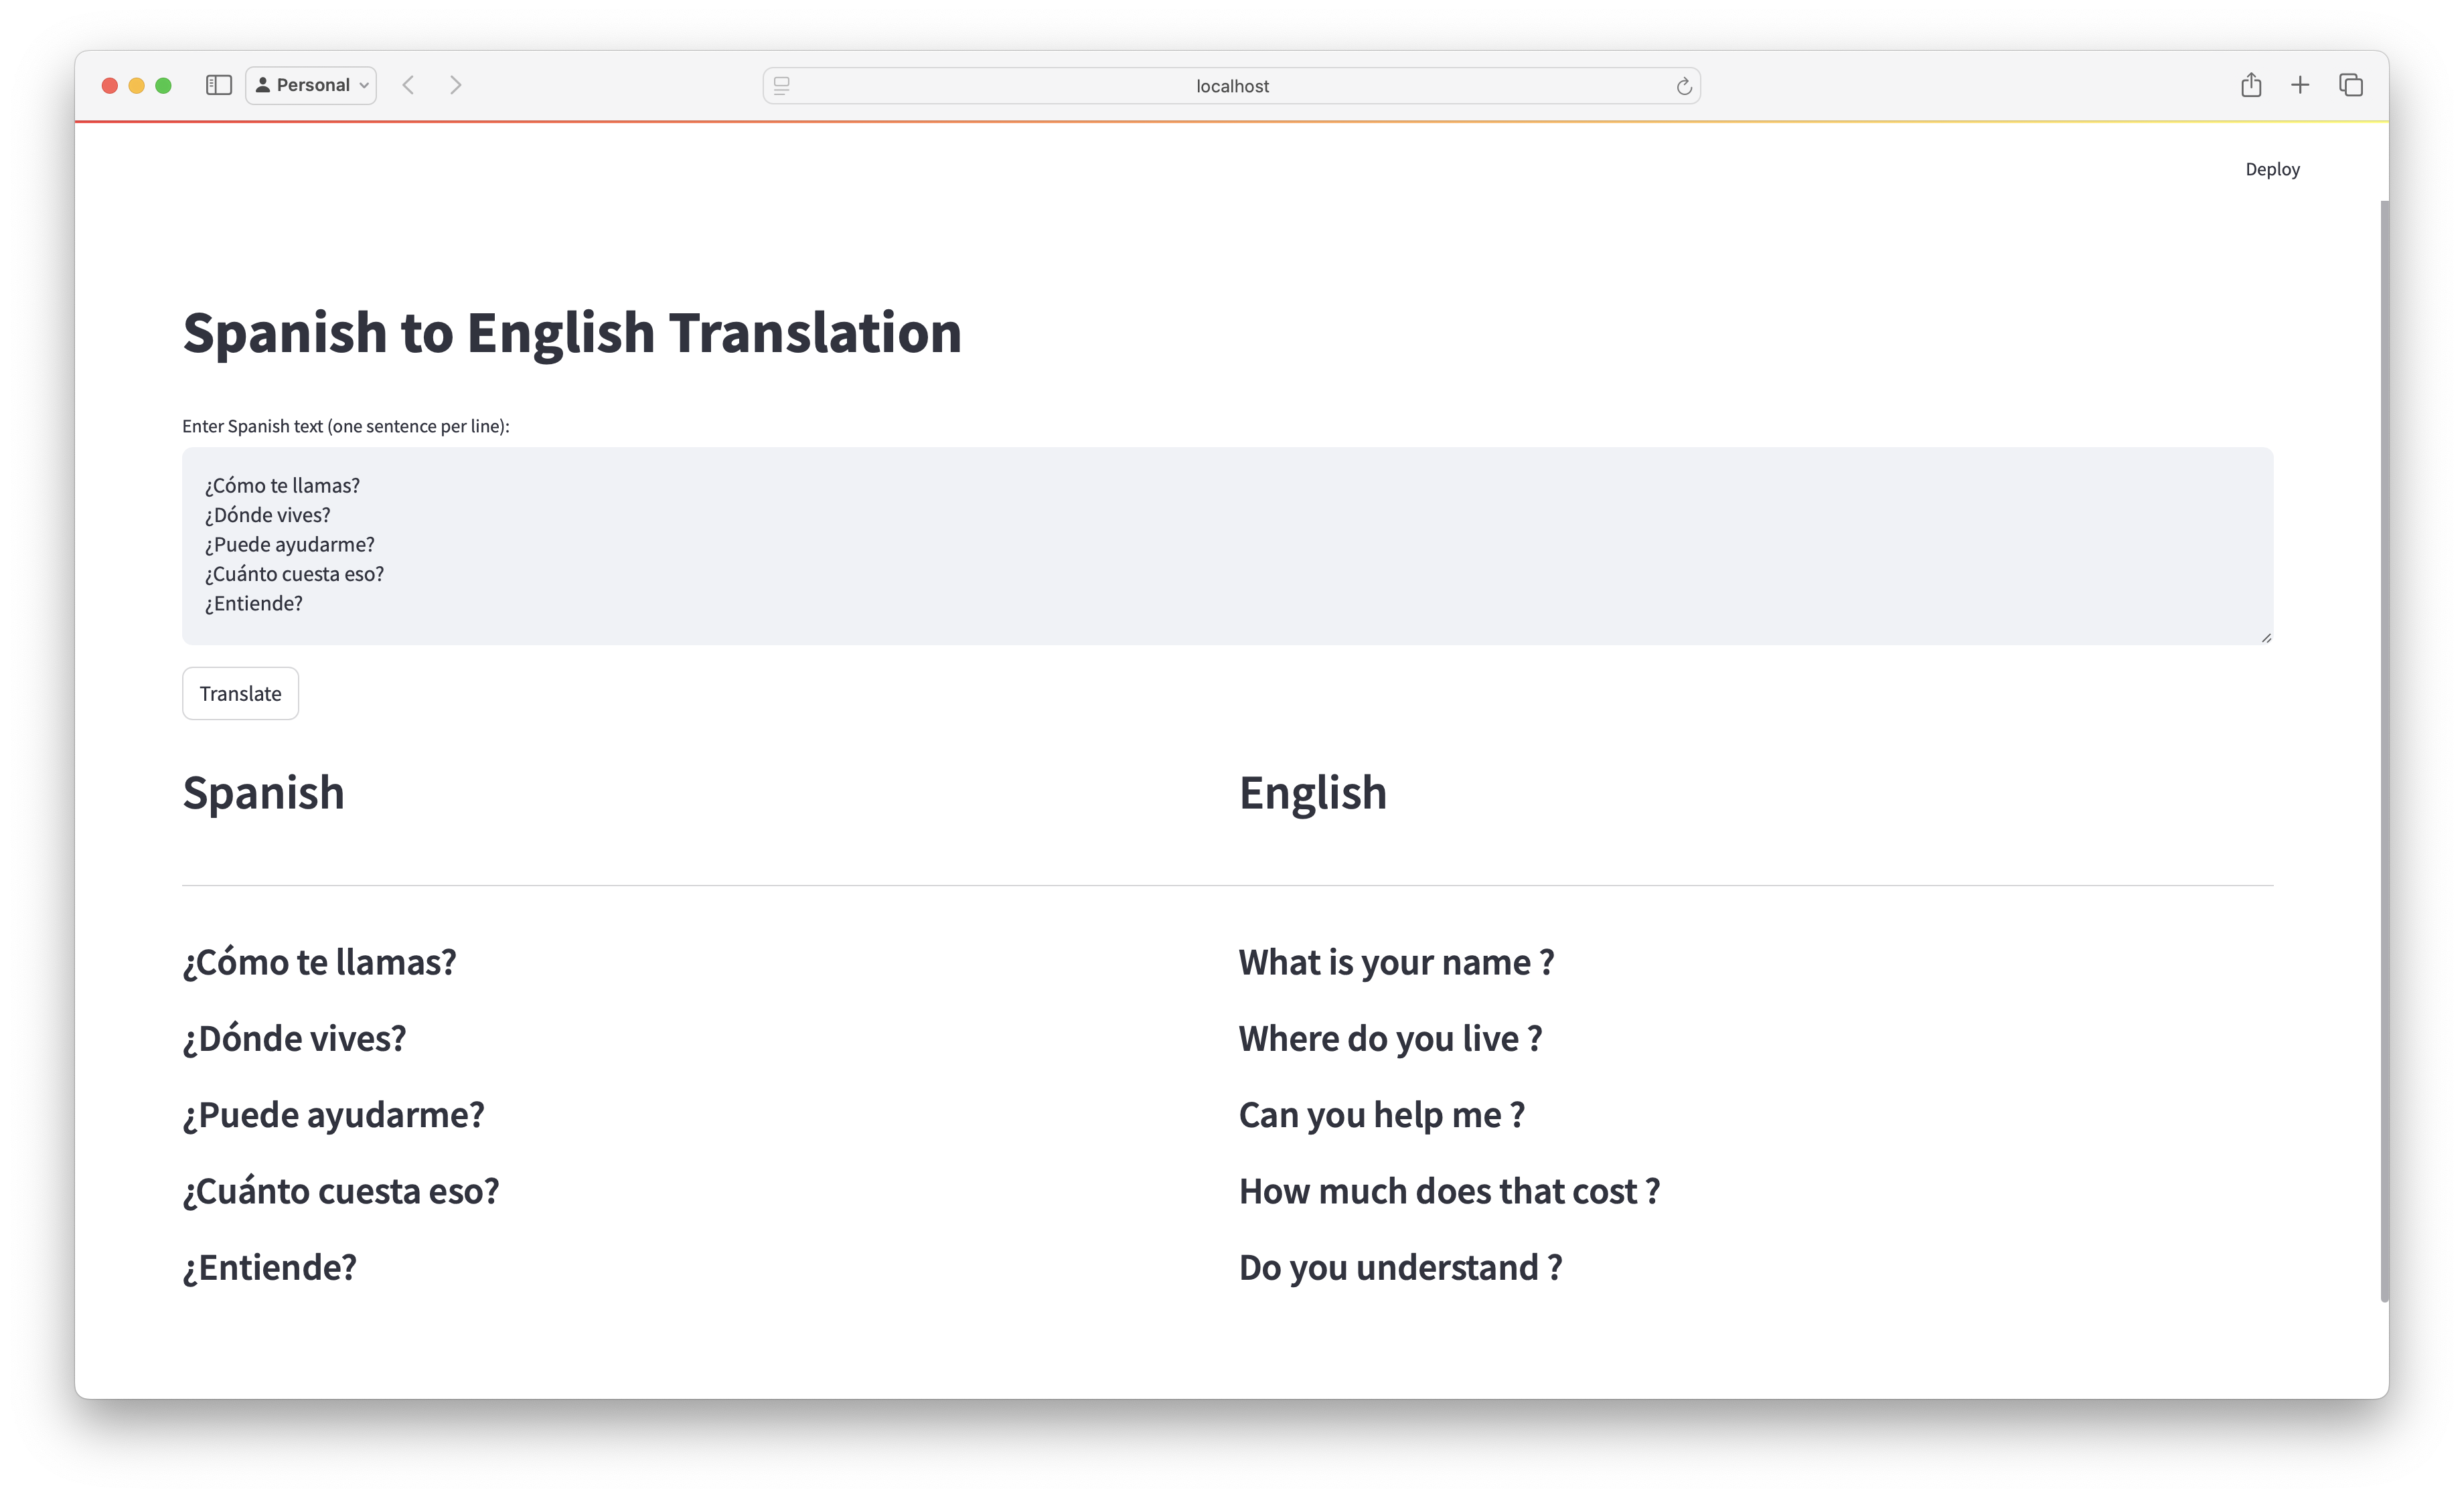 Personal
localhost
Deploy
Spanish to English Translation
Enter Spanish text (one sentence per line):
¿Cómo te llamas?
¿Dónde vives?
¿Puede ayudarme?
¿Cuánto cuesta eso?
¿Entiende?
Translate
Spanish English
¿Cómo te llamas? What is your name ?
¿Dónde vives? Where do you live ?
¿Puede ayudarme? Can you help me ?
¿Cuánto cuesta eso? How much does that cost ?
¿Entiende? Do you understand ?